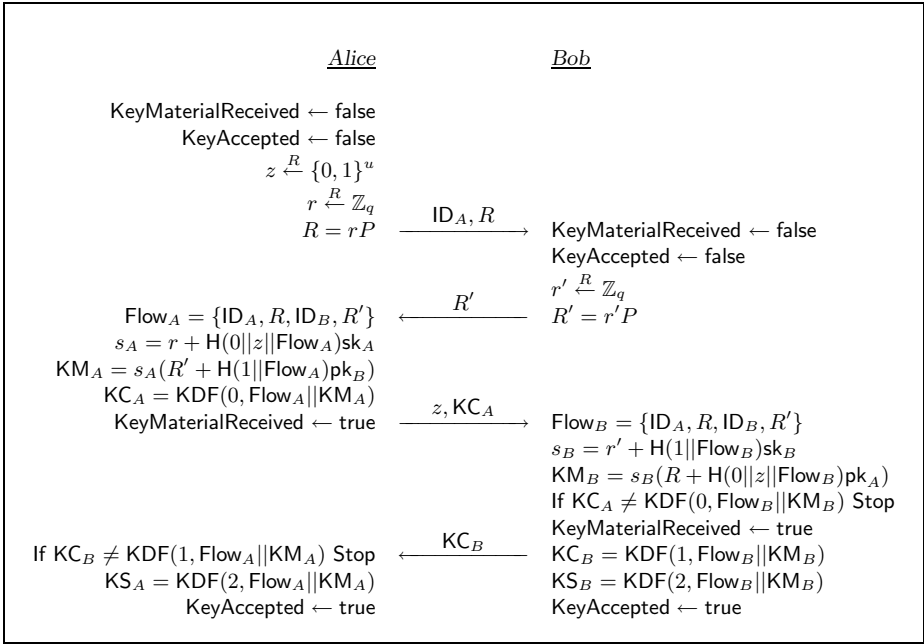 Alice Bob
KeyMaterialReceived ← false
KeyAccepted ← false
z ←R {0, 1}^u
r ←R ℤ_q
ID_A, R
R = rP KeyMaterialReceived ← false
KeyAccepted ← false
r′ ←R ℤ_q
R′
Flow_A = {ID_A, R, ID_B, R′} R′ = r′P
s_A = r + H(0||z||Flow_A)sk_A
KM_A = s_A(R′ + H(1||Flow_A)pk_B)
KC_A = KDF(0, Flow_A||KM_A)
z, KC_A
KeyMaterialReceived ← true Flow_B = {ID_A, R, ID_B, R′}
s_B = r′ + H(1||Flow_B)sk_B
KM_B = s_B(R + H(0||z||Flow_B)pk_A)
If KC_A ≠ KDF(0, Flow_B||KM_B) Stop
KeyMaterialReceived ← true
KC_B
If KC_B ≠ KDF(1, Flow_A||KM_A) Stop KC_B = KDF(1, Flow_B||KM_B)
KS_A = KDF(2, Flow_A||KM_A) KS_B = KDF(2, Flow_B||KM_B)
KeyAccepted ← true KeyAccepted ← true